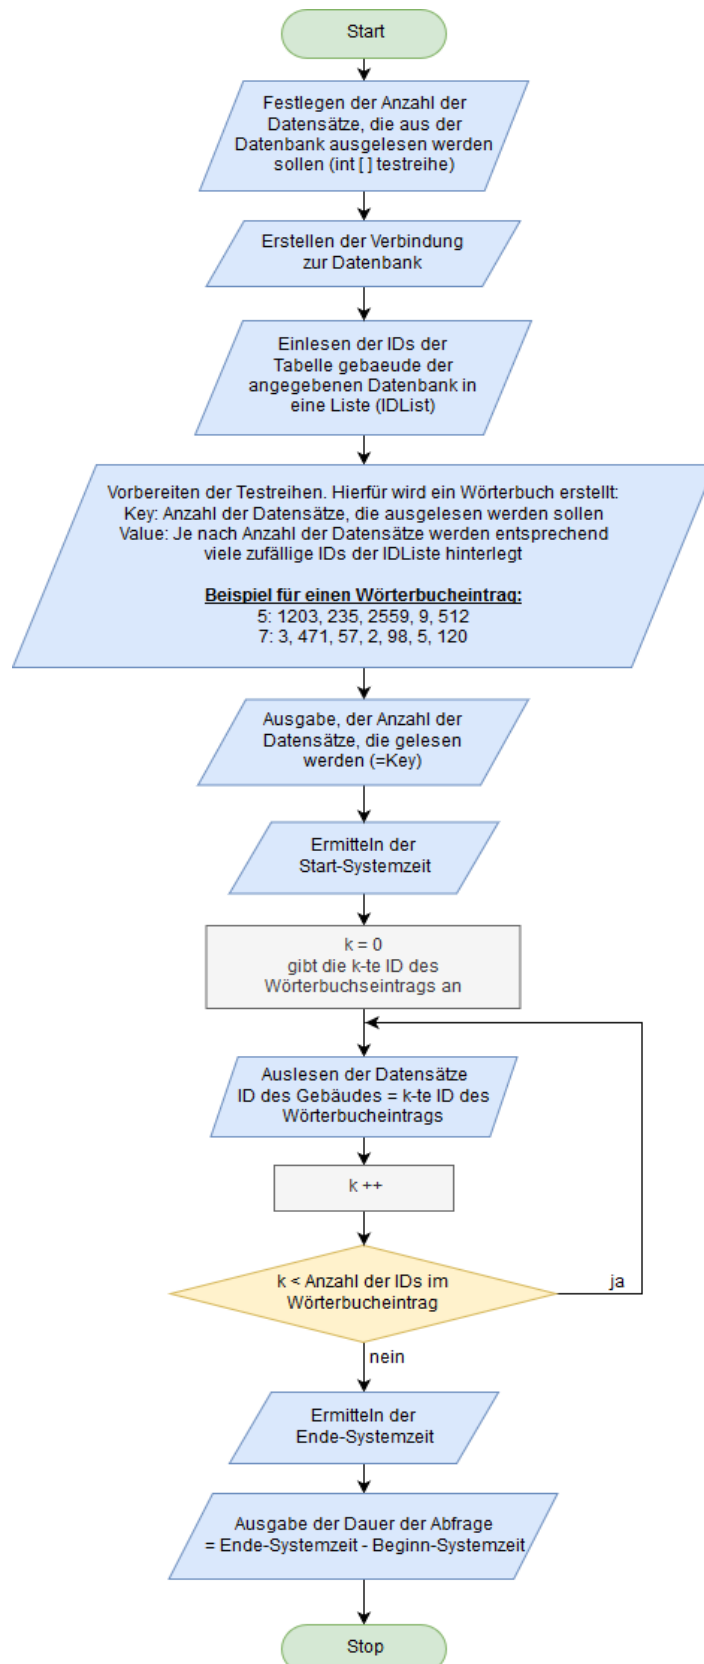 Start
Festlegen der Anzahl der
Datensätze, die aus der
Datenbank ausgelesen werden
sollen (int [ ] testreihe)
Erstellen der Verbindung
zur Datenbank
Einlesen der IDs der
Tabelle gebaeude der
angegebenen Datenbank in
eine Liste (IDList)
Vorbereiten der Testreihen. Hierfür wird ein Wörterbuch erstellt:
Key: Anzahl der Datensätze, die ausgelesen werden sollen
Value: Je nach Anzahl der Datensätze werden entsprechend
viele zufällige IDs der IDListe hinterlegt
Beispiel für einen Wörterbucheintrag:
5: 1203, 235, 2559, 9, 512
7: 3, 471, 57, 2, 98, 5, 120
Ausgabe, der Anzahl der
Datensätze, die gelesen
werden (=Key)
Ermitteln der
Start-Systemzeit
k = 0
gibt die k-te ID des
Wörterbuchseintrags an
Auslesen der Datensätze
ID des Gebäudes = k-te ID des
Wörterbucheintrags
k ++
k < Anzahl der IDs im
Wörterbucheintrag
ja
nein
Ermitteln der
Ende-Systemzeit
Ausgabe der Dauer der Abfrage
= Ende-Systemzeit - Beginn-Systemzeit
Stop